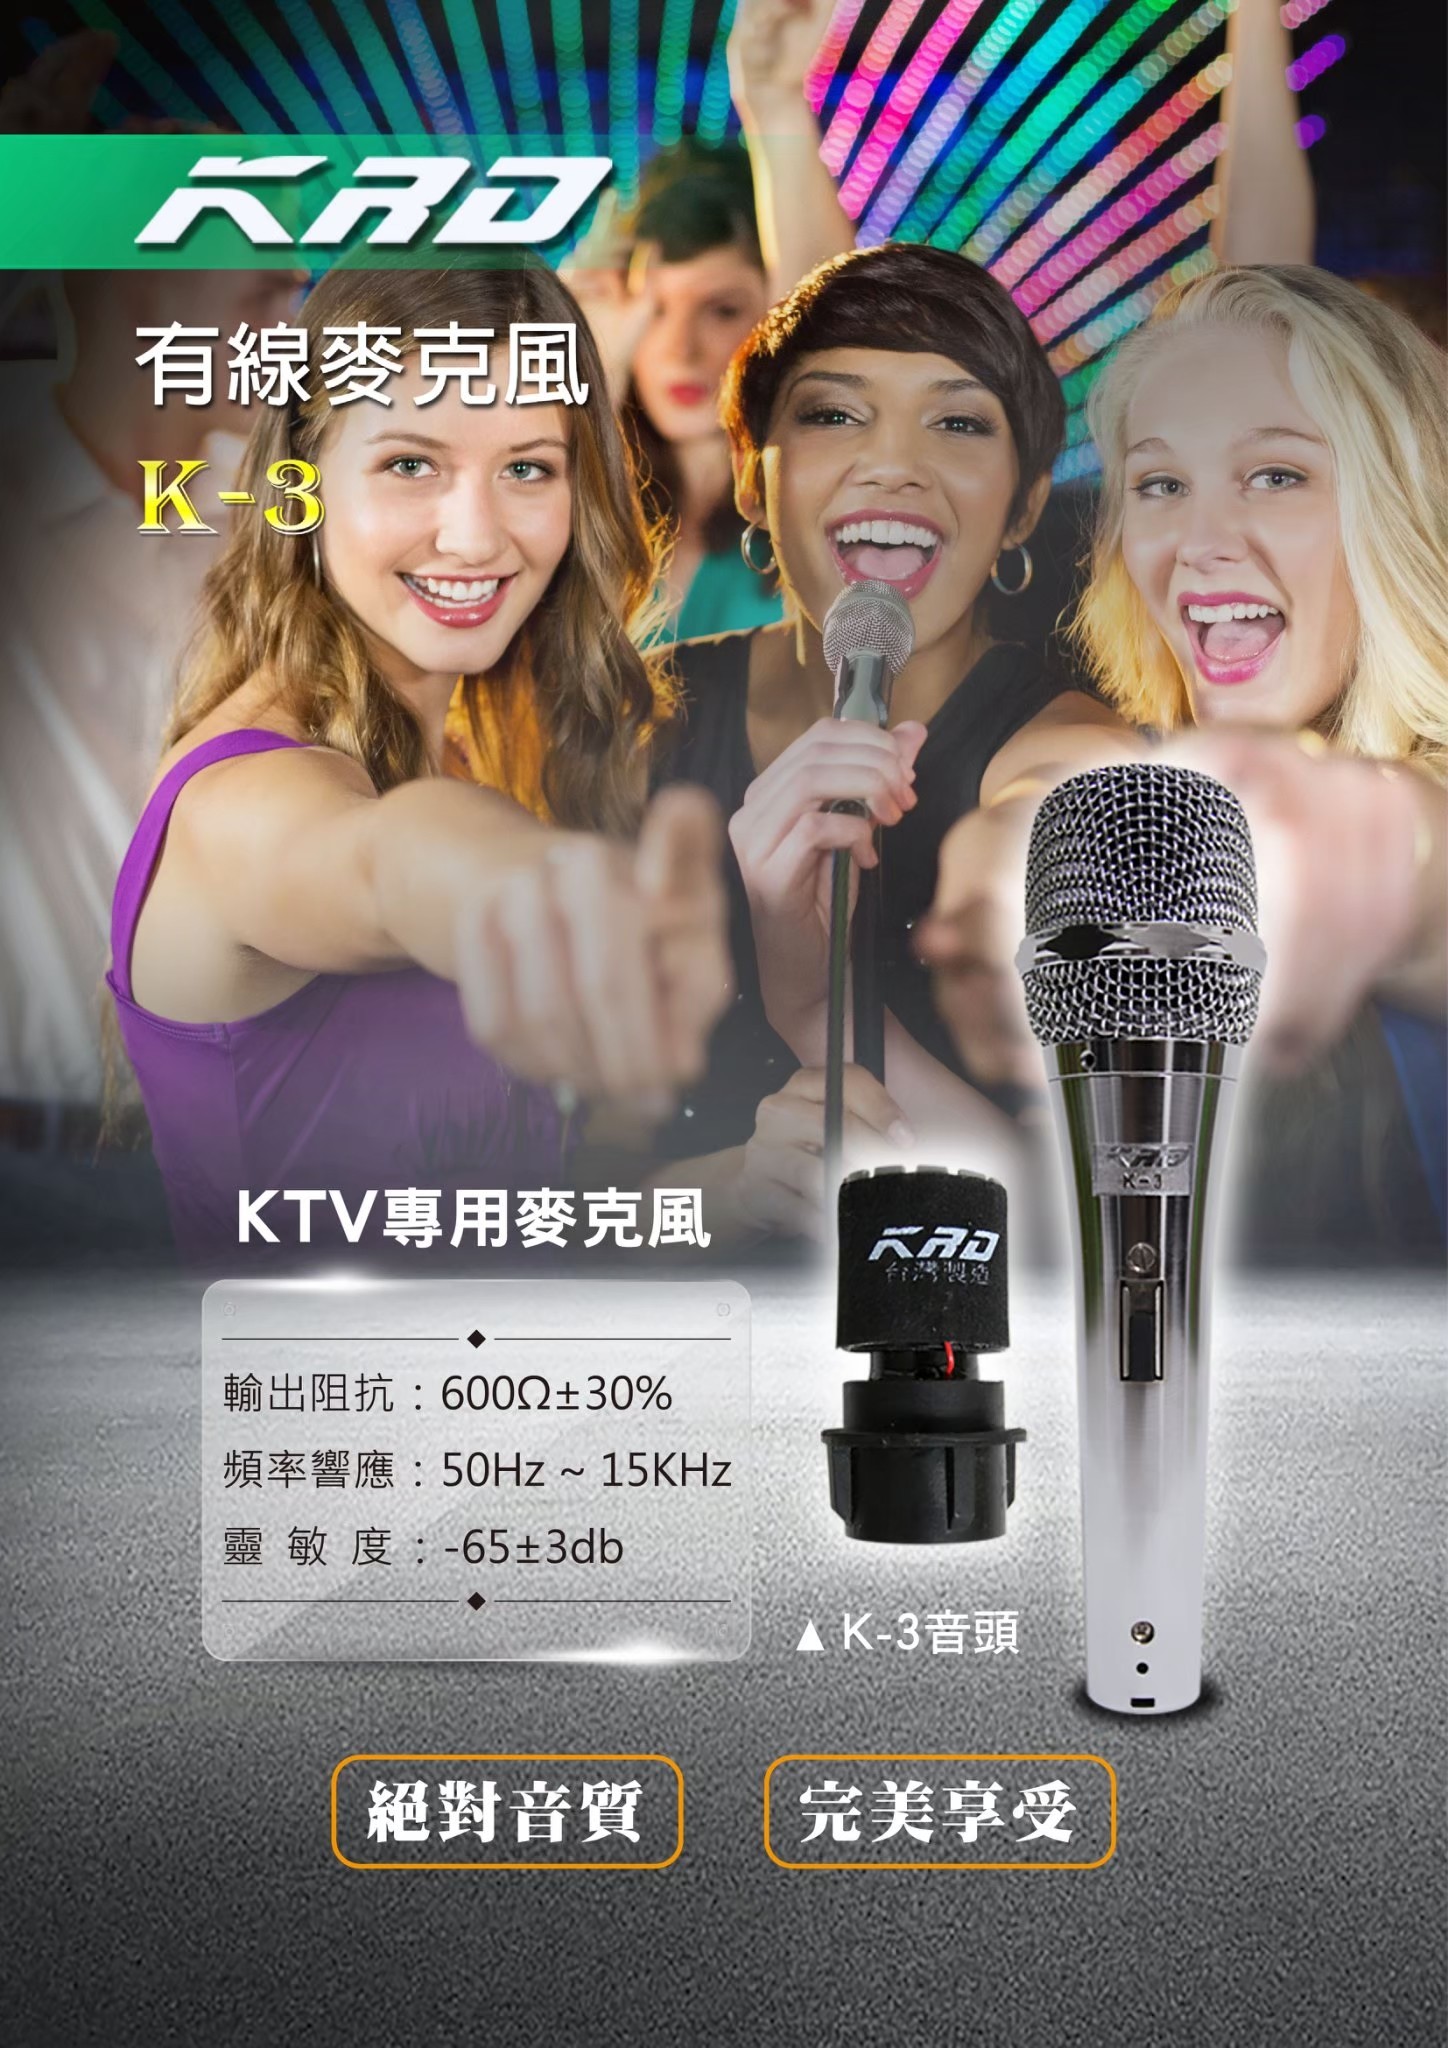 KRD
有線麥克風
K-3
KTV專用麥克風
輸出阻抗：600Ω±30%
頻率響應：50Hz ~ 15KHz
靈 敏 度：-65±3db
KRD
台灣製造
KRD
K-3
▲ K-3音頭
絕對音質
完美享受